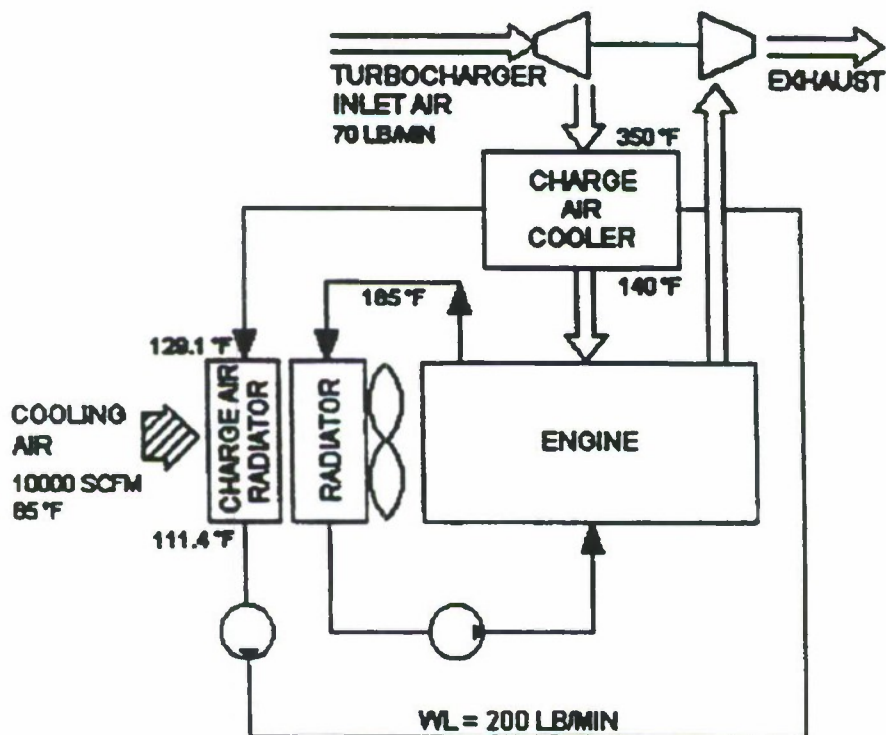 TURBOCHARGER
INLET AIR
70 LB/MIN
EXHAUST
350 °F
CHARGE
AIR
COOLER
140 °F
185 °F
129.1 °F
CHARGE AIR
RADIATOR
RADIATOR
ENGINE
COOLING
AIR
10000 SCFM
85 °F
111.4 °F
WL = 200 LB/MIN